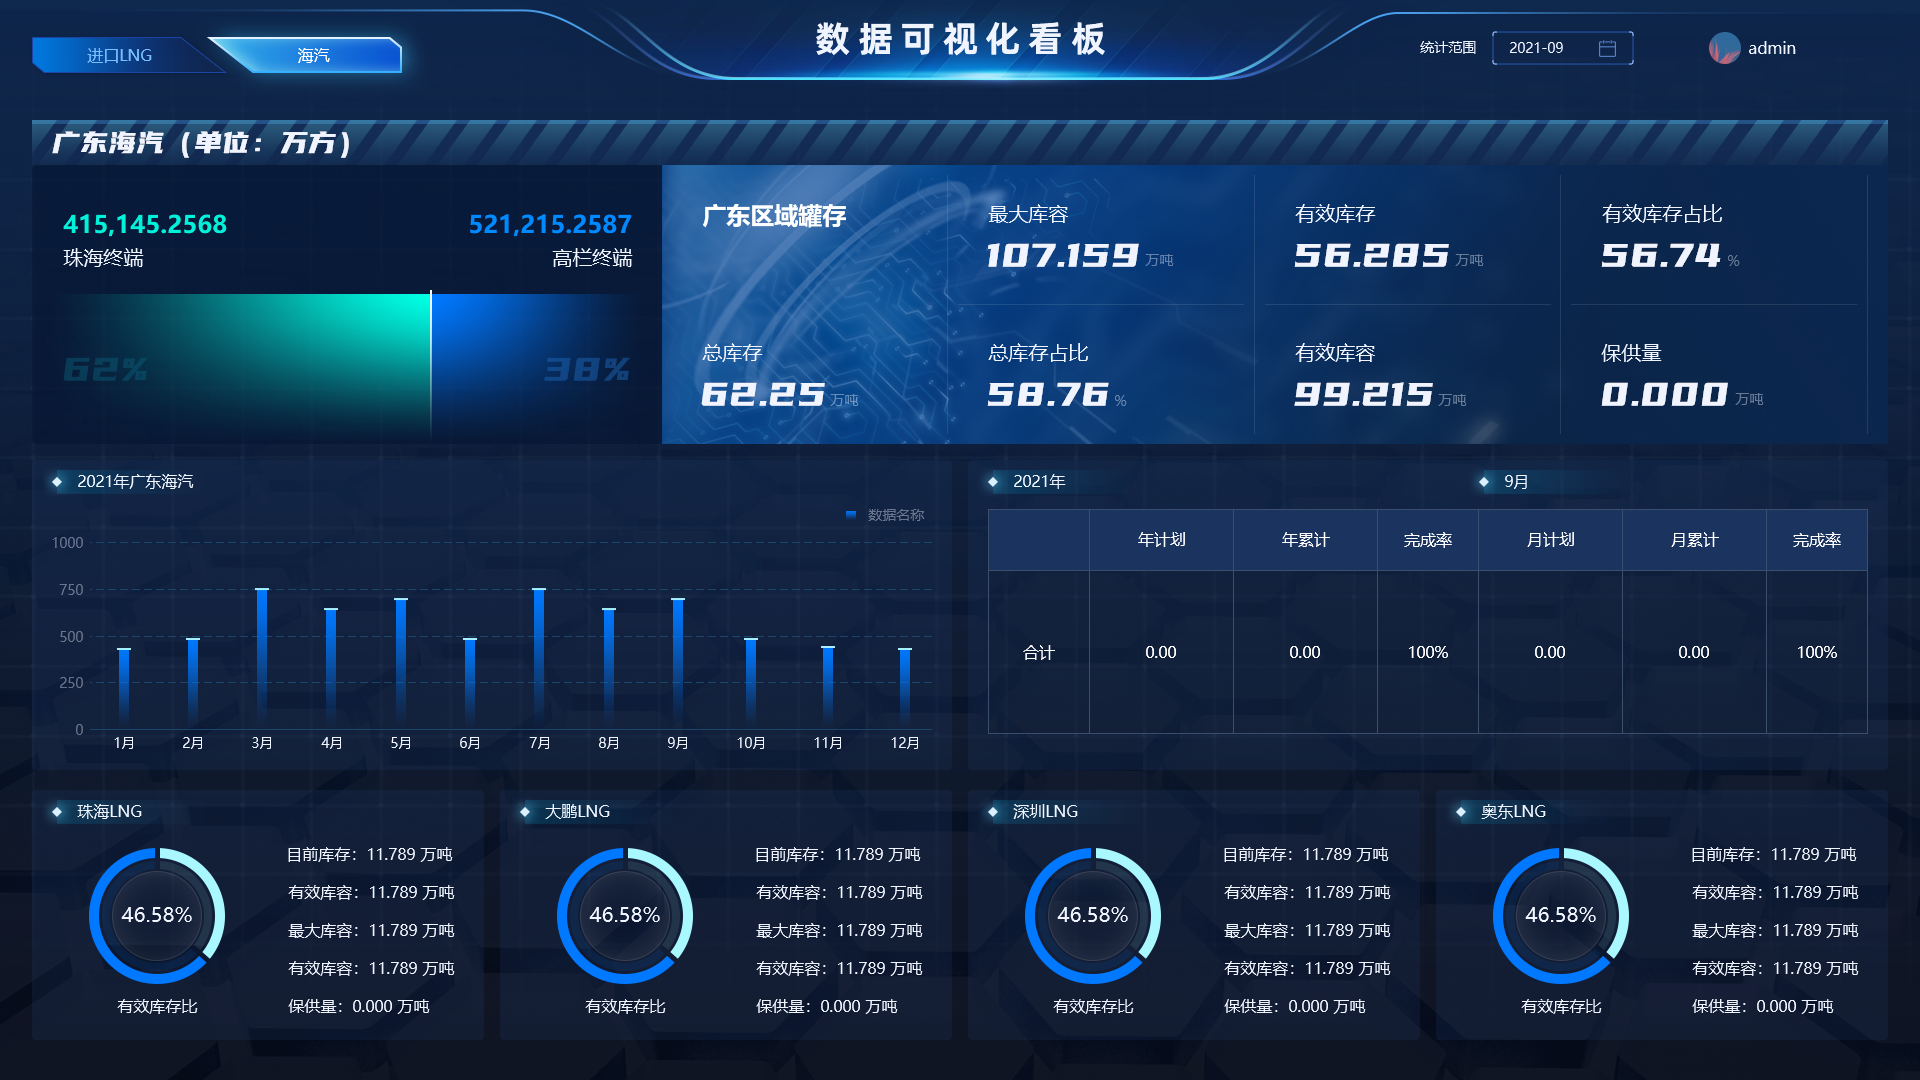 进口LNG
海汽
数据可视化看板
统计范围
2021-09
admin
广东海汽（单位：万方）
415,145.2568
珠海终端
521,215.2587
高栏终端
62%
38%
广东区域罐存
最大库容
107.159 万吨
有效库存
56.285 万吨
有效库存占比
56.74 %
总库存
62.25 万吨
总库存占比
58.76 %
有效库容
99.215 万吨
保供量
0.000 万吨
2021年广东海汽
数据名称
1000
750
500
250
0
1月 2月 3月 4月 5月 6月 7月 8月 9月 10月 11月 12月
2021年
9月
年计划 年累计 完成率 月计划 月累计 完成率
合计 0.00 0.00 100% 0.00 0.00 100%
珠海LNG
46.58%
有效库存比
目前库存：11.789 万吨
有效库容：11.789 万吨
最大库容：11.789 万吨
有效库容：11.789 万吨
保供量：0.000 万吨
大鹏LNG
46.58%
有效库存比
目前库存：11.789 万吨
有效库容：11.789 万吨
最大库容：11.789 万吨
有效库容：11.789 万吨
保供量：0.000 万吨
深圳LNG
46.58%
有效库存比
目前库存：11.789 万吨
有效库容：11.789 万吨
最大库容：11.789 万吨
有效库容：11.789 万吨
保供量：0.000 万吨
奥东LNG
46.58%
有效库存比
目前库存：11.789 万吨
有效库容：11.789 万吨
最大库容：11.789 万吨
有效库容：11.789 万吨
保供量：0.000 万吨